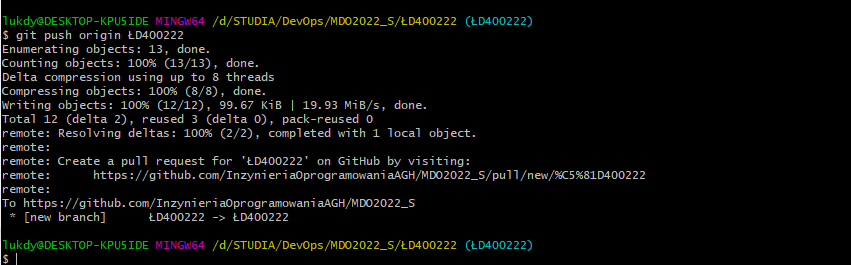 lukdy@DESKTOP-KPU5IDE MINGW64 /d/STUDIA/DevOps/MDO2022_S/ŁD400222 (ŁD400222)
$ git push origin ŁD400222
Enumerating objects: 13, done.
Counting objects: 100% (13/13), done.
Delta compression using up to 8 threads
Compressing objects: 100% (8/8), done.
Writing objects: 100% (12/12), 99.67 KiB | 19.93 MiB/s, done.
Total 12 (delta 2), reused 3 (delta 0), pack-reused 0
remote: Resolving deltas: 100% (2/2), completed with 1 local object.
remote:
remote: Create a pull request for 'ŁD400222' on GitHub by visiting:
remote:      https://github.com/InzynieriaOprogramowaniaAGH/MDO2022_S/pull/new/%C5%81D400222
remote:
To https://github.com/InzynieriaOprogramowaniaAGH/MDO2022_S
 * [new branch]      ŁD400222 -> ŁD400222
lukdy@DESKTOP-KPU5IDE MINGW64 /d/STUDIA/DevOps/MDO2022_S/ŁD400222 (ŁD400222)
$